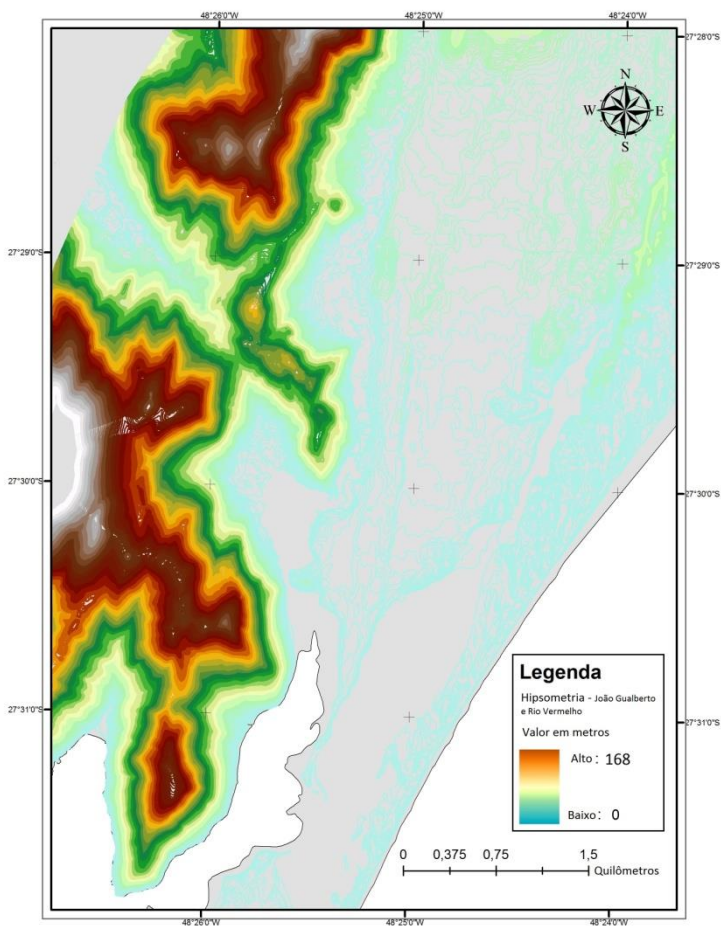 48°26'0"W
48°25'0"W
48°24'0"W
27°28'0"S
N
W
E
S
27°29'0"S
27°29'0"S
27°30'0"S
27°30'0"S
27°31'0"S
27°31'0"S
Legenda
Hipsometria - João Gualberto
e Rio Vermelho
Valor em metros
Alto : 168
Baixo : 0
0 0,375 0,75 1,5
Quilômetros
48°26'0"W
48°25'0"W
48°24'0"W